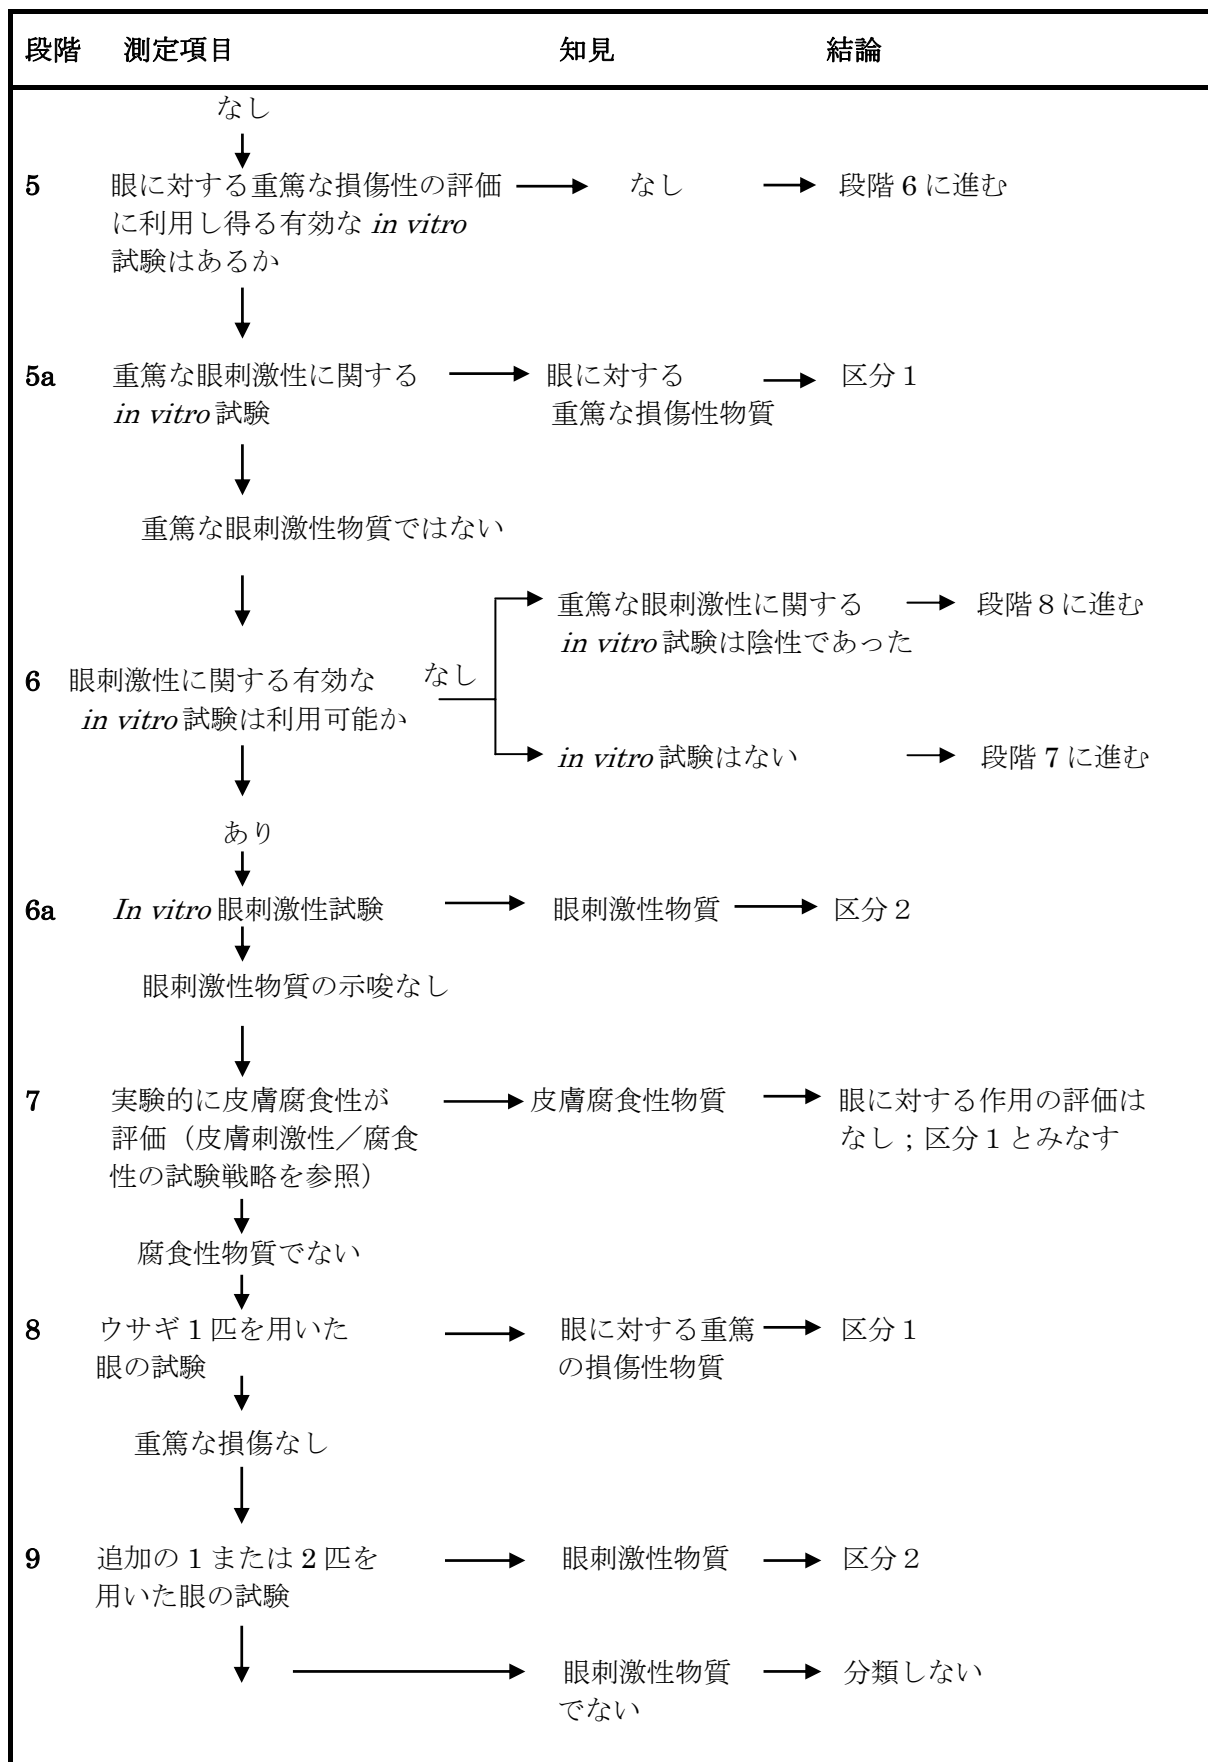 段階 測定項目 知見 結論
なし
5 眼に対する重篤な損傷性の評価 なし 段階 6 に進む
に利用し得る有効な in vitro
試験はあるか
5a 重篤な眼刺激性に関する 眼に対する 区分１
in vitro 試験 重篤な損傷性物質
重篤な眼刺激性物質ではない
重篤な眼刺激性に関する 段階８に進む
in vitro 試験は陰性であった
6 眼刺激性に関する有効な なし
in vitro 試験は利用可能か
in vitro 試験はない 段階 7 に進む
あり
6a In vitro 眼刺激性試験 眼刺激性物質 区分２
眼刺激性物質の示唆なし
7 実験的に皮膚腐食性が 皮膚腐食性物質 眼に対する作用の評価は
評価（皮膚刺激性／腐食 なし；区分１とみなす
性の試験戦略を参照）
腐食性物質でない
8 ウサギ 1 匹を用いた 眼に対する重篤 区分１
眼の試験 の損傷性物質
重篤な損傷なし
9 追加の 1 または 2 匹を 眼刺激性物質 区分２
用いた眼の試験
眼刺激性物質 分類しない
でない